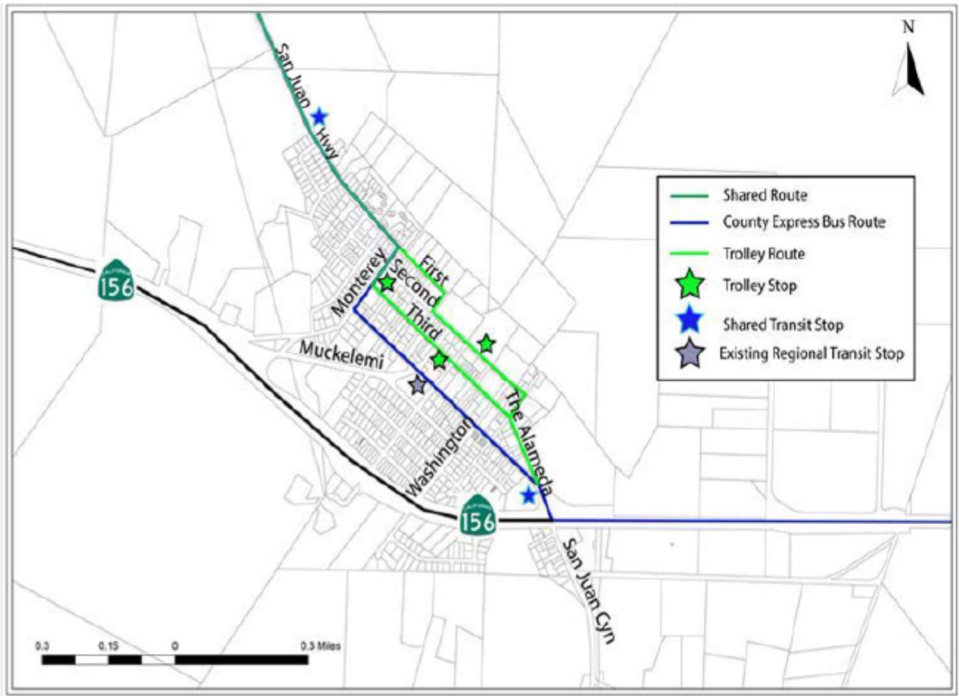 N
San Juan
Hwy
Shared Route
County Express Bus Route
Trolley Route
Trolley Stop
Shared Transit Stop
Existing Regional Transit Stop
First
Second
Monterey
Third
CALIFORNIA
156
Muckelemi
The Alameda
Washington
CALIFORNIA
156
San Juan Cyn
0.3 0.15 0 0.3 Miles